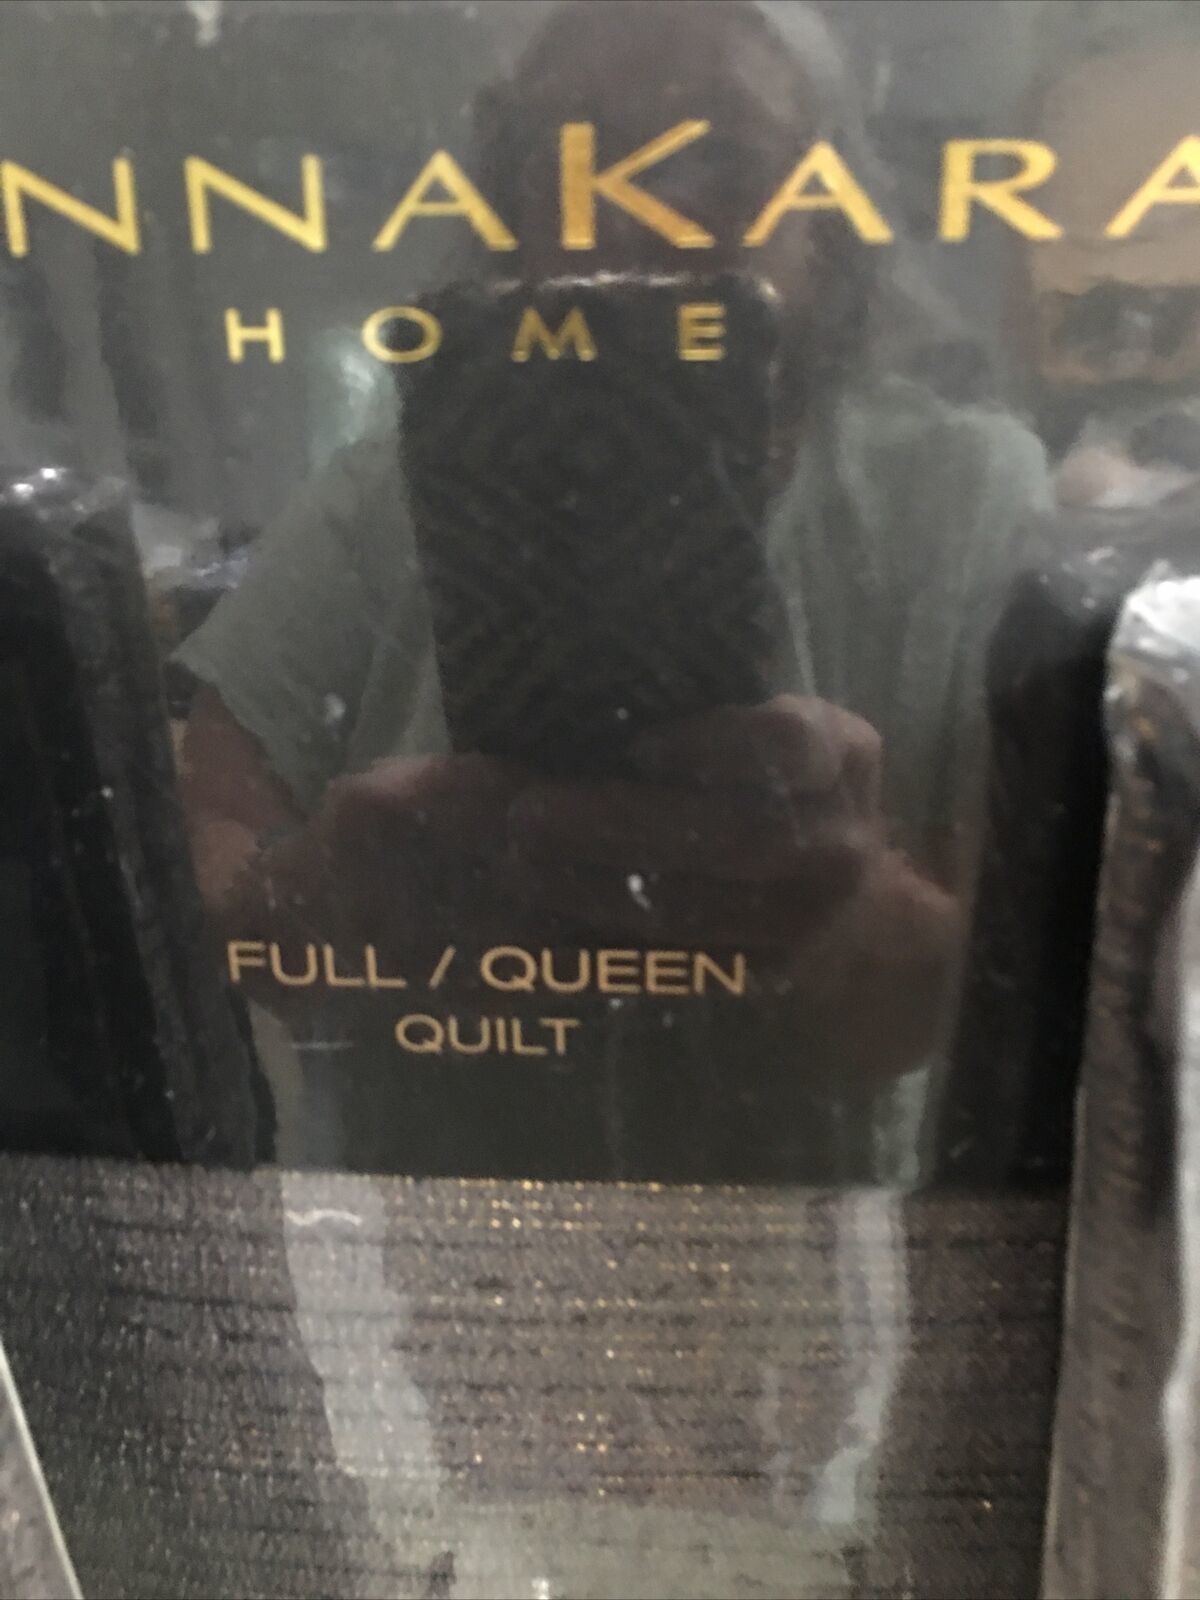 NNAKARA
HOME
FULL / QUEEN
QUILT